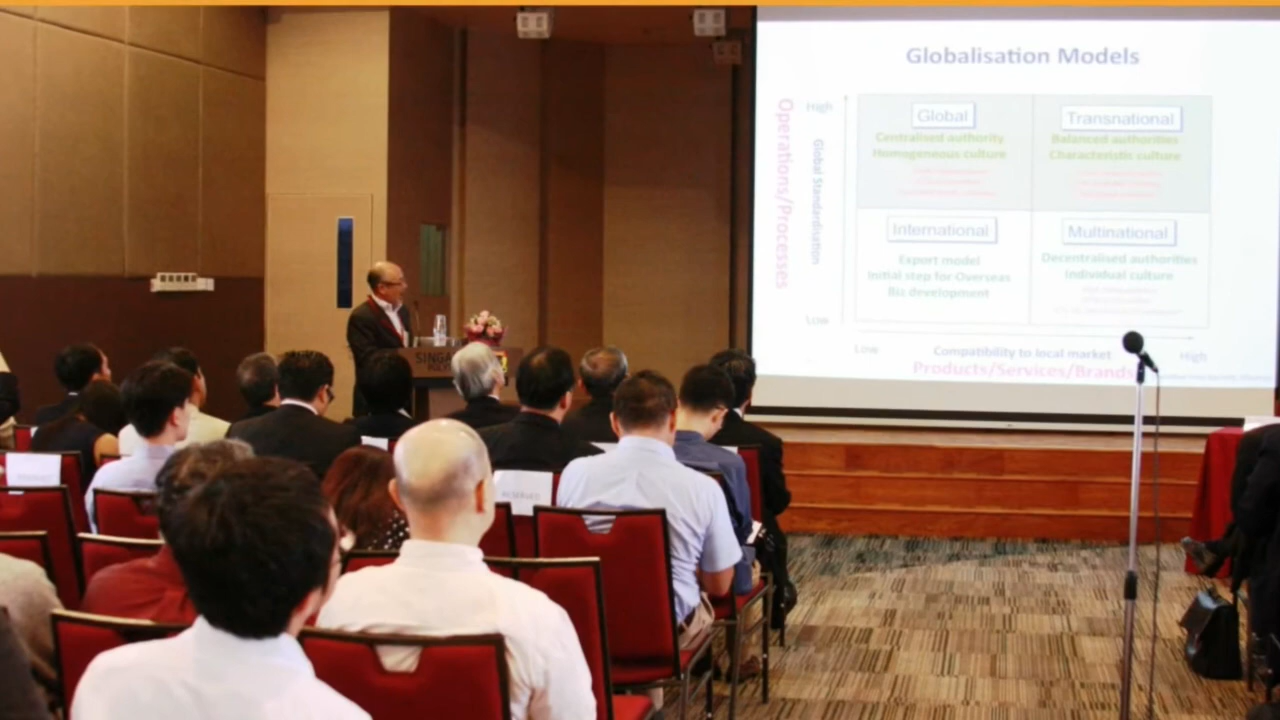 Globalisation Models
Operations/Processes
High
Global Standardisation
Low
Global
Centralised authority
Homogeneous culture
Transnational
Balanced authorities
Characteristic culture
International
Export model
Initial step for Overseas
Biz development
Multinational
Decentralised authorities
Individual culture
Low
Compatibility to local market
High
Products/Services/Brands
RESERVED